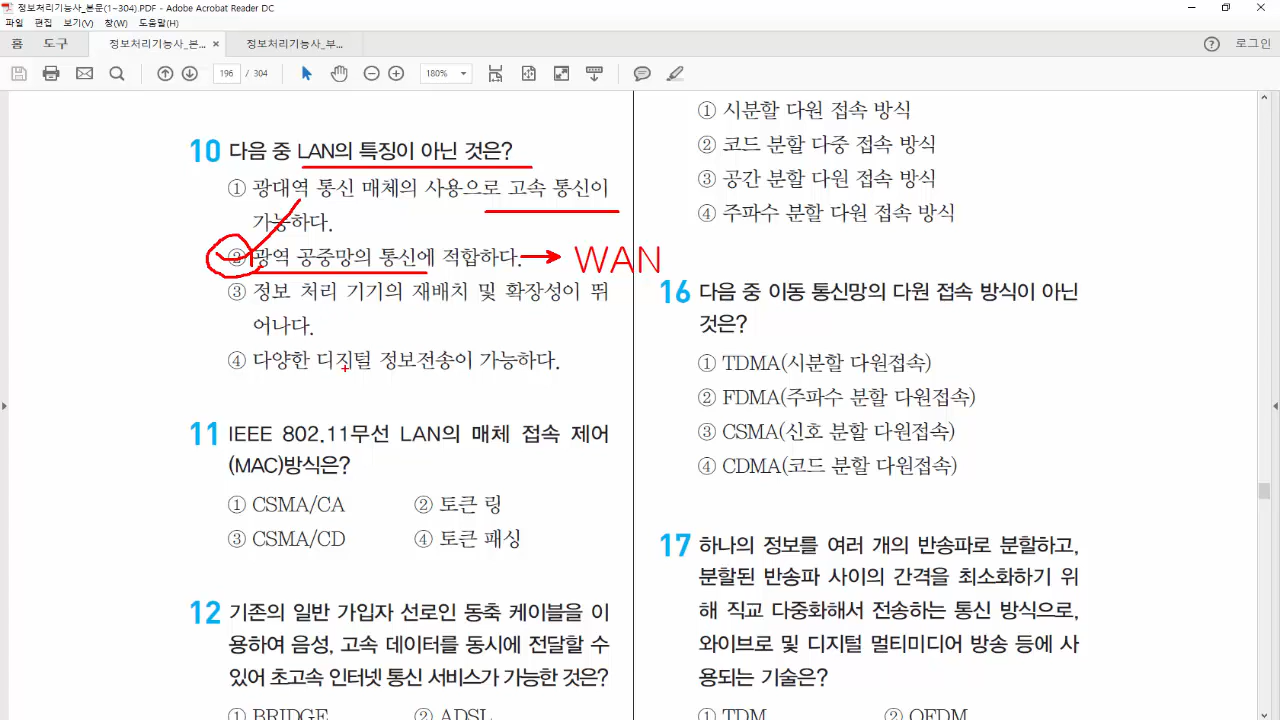 정보처리기능사_본문(1~304).PDF - Adobe Acrobat Reader DC
파일 편집 보기(V) 창(W) 도움말(H)
홈 도구 정보처리기능사_본... × 정보처리기능사_부... 로그인
196 / 304 180%
10 다음 중 LAN의 특징이 아닌 것은?
① 광대역 통신 매체의 사용으로 고속 통신이
가능하다.
② 광역 공중망의 통신에 적합하다. → WAN
③ 정보 처리 기기의 재배치 및 확장성이 뛰
어나다.
④ 다양한 디지털 정보전송이 가능하다.
11 IEEE 802.11무선 LAN의 매체 접속 제어
(MAC)방식은?
① CSMA/CA ② 토큰 링
③ CSMA/CD ④ 토큰 패싱
12 기존의 일반 가입자 선로인 동축 케이블을 이
용하여 음성, 고속 데이터를 동시에 전달할 수
있어 초고속 인터넷 통신 서비스가 가능한 것은?
① BRIDGE ② ADSL
① 시분할 다원 접속 방식
② 코드 분할 다중 접속 방식
③ 공간 분할 다원 접속 방식
④ 주파수 분할 다원 접속 방식
16 다음 중 이동 통신망의 다원 접속 방식이 아닌
것은?
① TDMA(시분할 다원접속)
② FDMA(주파수 분할 다원접속)
③ CSMA(신호 분할 다원접속)
④ CDMA(코드 분할 다원접속)
17 하나의 정보를 여러 개의 반송파로 분할하고,
분할된 반송파 사이의 간격을 최소화하기 위
해 직교 다중화해서 전송하는 통신 방식으로,
와이브로 및 디지털 멀티미디어 방송 등에 사
용되는 기술은?
① TDM ② OFDM